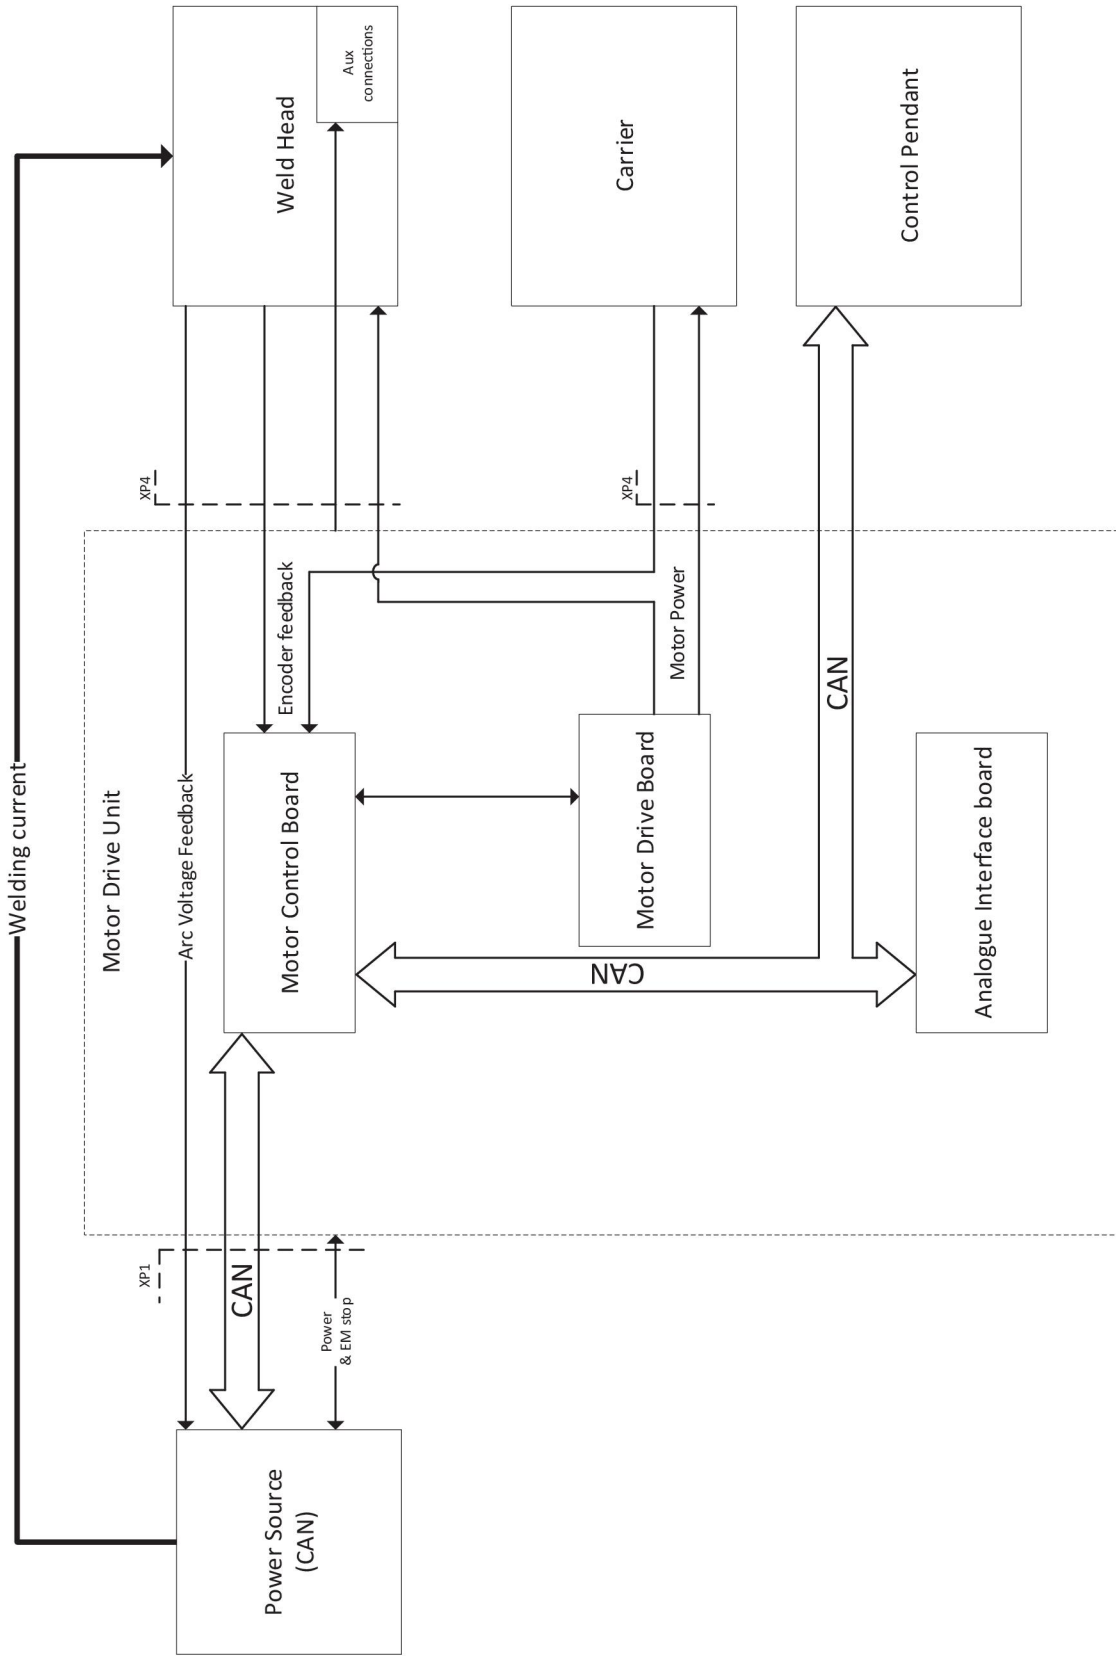 Welding current
Motor Drive Unit
Arc Voltage Feedback
XP1
XP4
Power Source
(CAN)
CAN
Power
& EM stop
Motor Control Board
Encoder feedback
Weld Head
Aux
connections
CAN
Motor Drive Board
Motor Power
XP4
Carrier
CAN
Analogue Interface board
Control Pendant